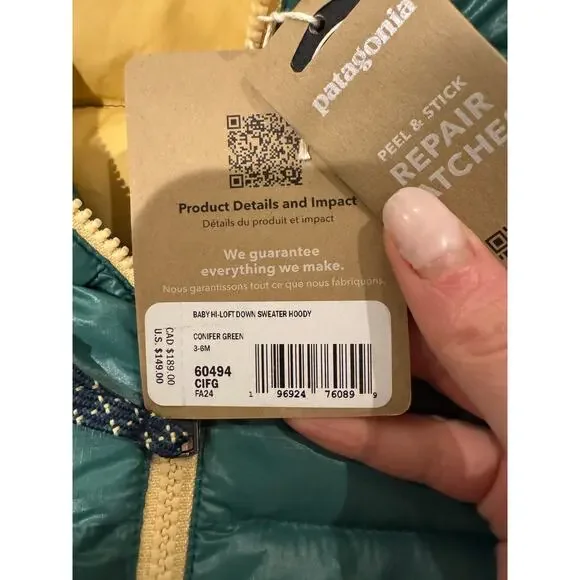 patagonia
PEEL & STICK
REPAIR
Product Details and Impact
Détails du produit et impact
We guarantee
everything we make.
Nous garantissons tout ce que nous fabriquons.
BABY HI-LOFT DOWN SWEATER HOODY
CONIFER GREEN
3-6M
60494
CIFG
FA24
CAD $189.00
U.S. $149.00
1 96924 76089 9